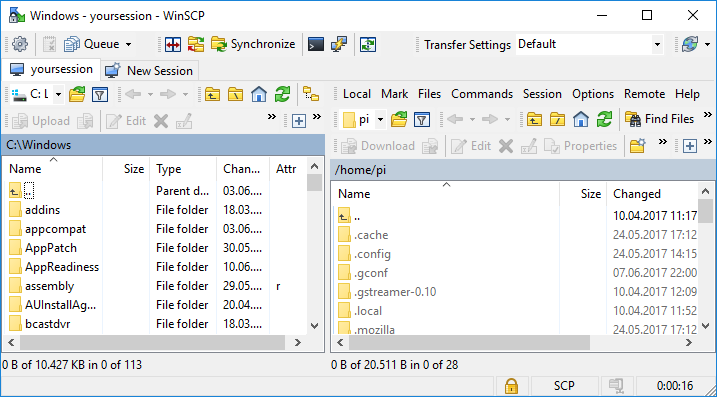 Windows - yoursession - WinSCP
Queue Synchronize Transfer Settings Default
yoursession New Session
C: L
Upload Edit
C:\Windows
Name Size Type Chan... Attr
.. Parent d... 03.06....
addins File folder 18.03....
appcompat File folder 03.06....
AppPatch File folder 30.05....
AppReadiness File folder 10.06....
assembly File folder 29.05.... r
AUInstallAg... File folder 20.04....
bcastdvr File folder 18.03....
0 B of 10.427 KB in 0 of 113
Local Mark Files Commands Session Options Remote Help
pi Find Files
Download Edit Properties
/home/pi
Name Size Changed
.. 10.04.2017 11:17
.cache 24.05.2017 17:12
.config 24.05.2017 14:15
.gconf 07.06.2017 22:00
.gstreamer-0.10 10.04.2017 12:09
.local 10.04.2017 11:52
.mozilla 24.05.2017 17:12
0 B of 20.511 B in 0 of 28
SCP 0:00:16